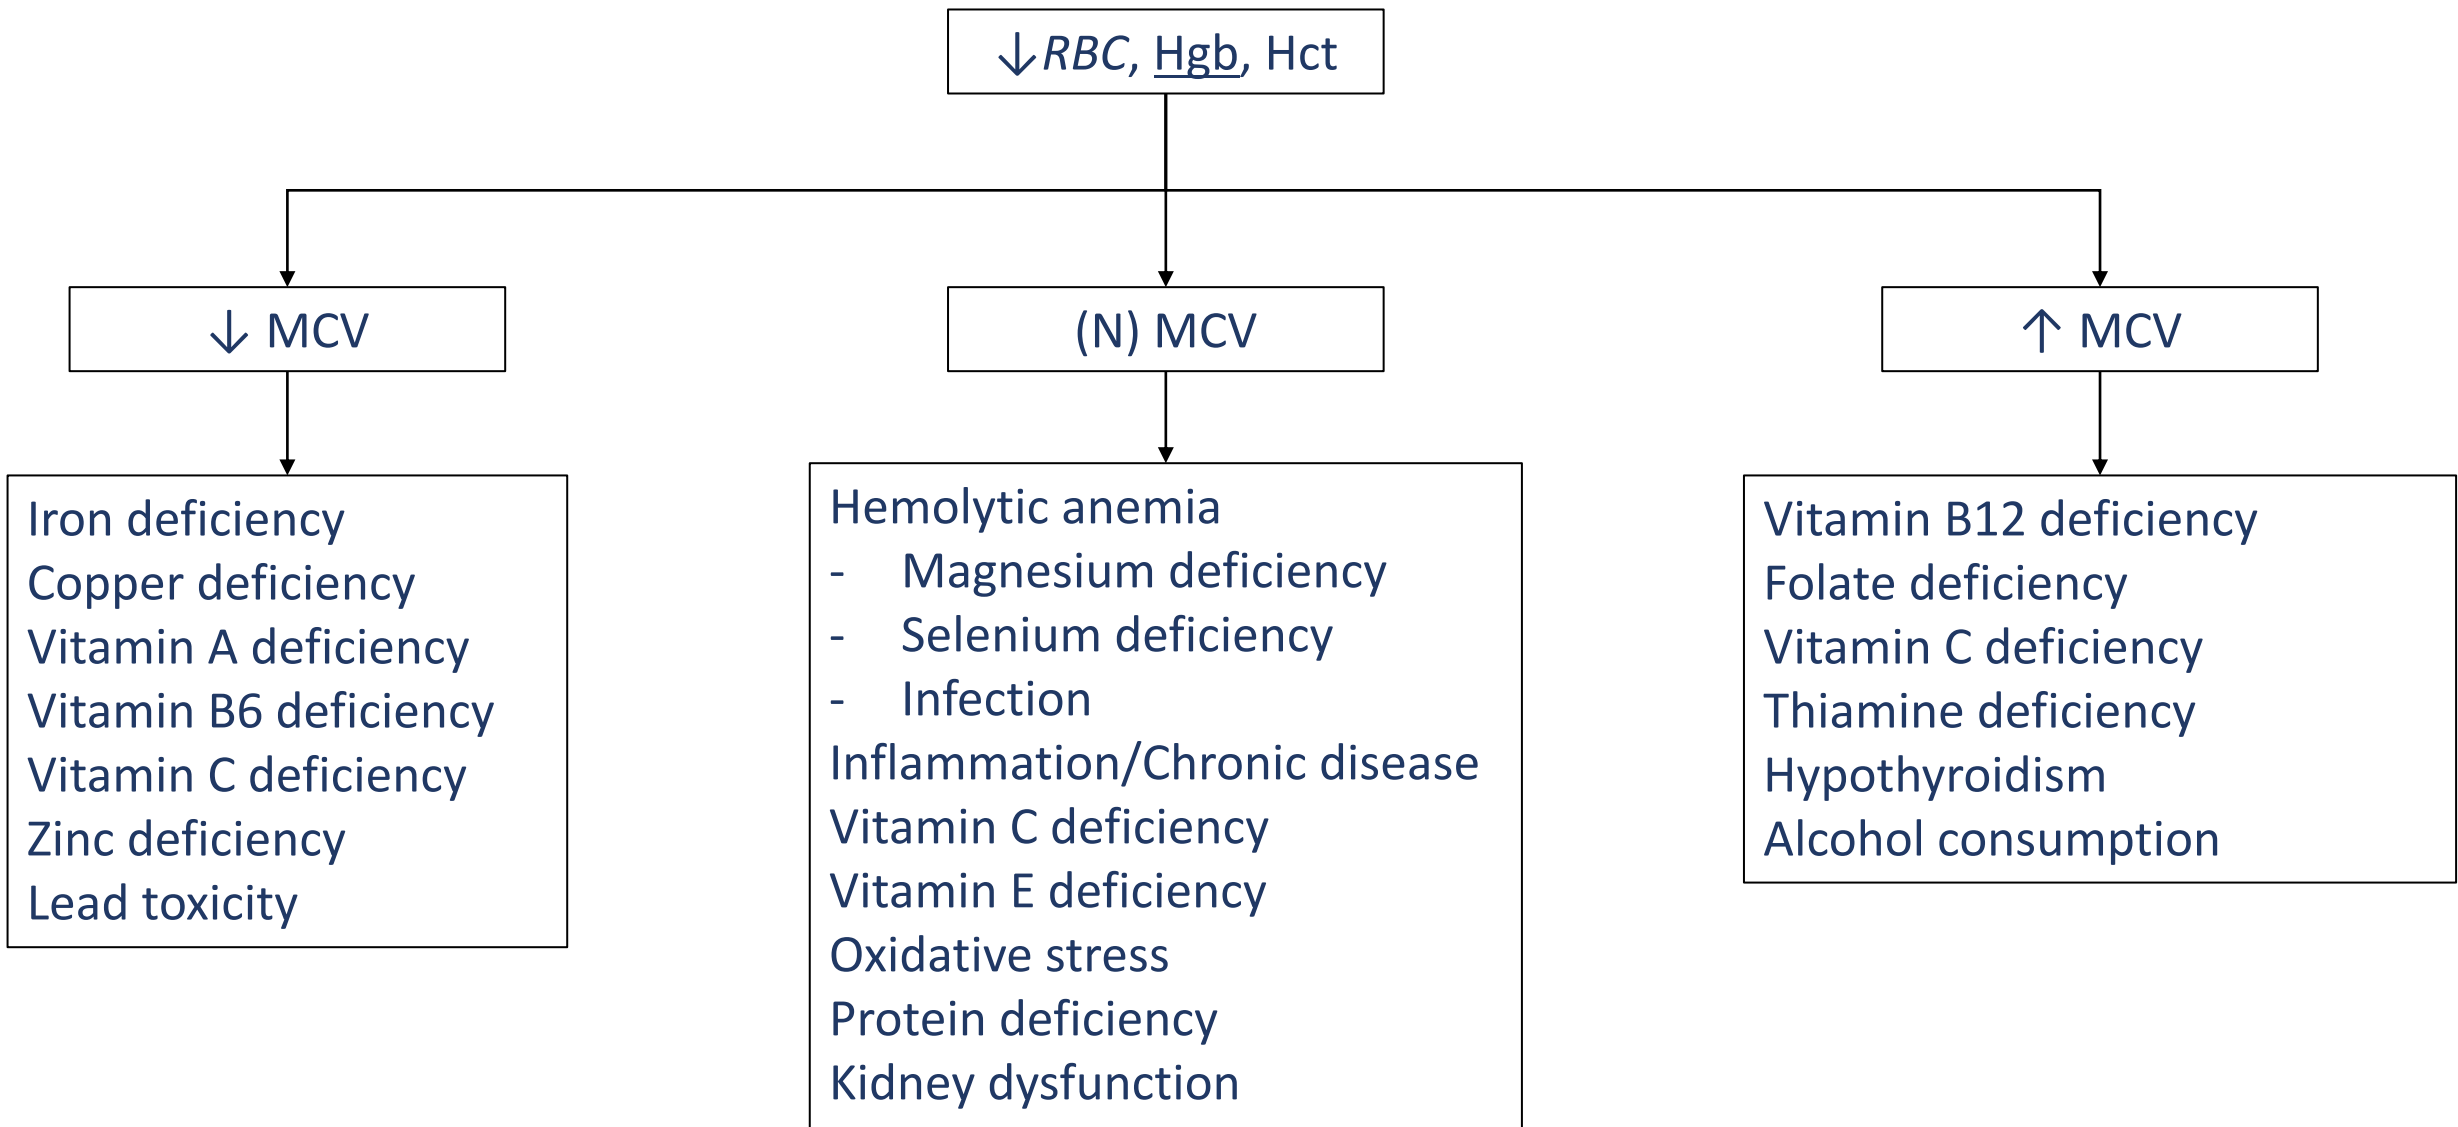 ↓RBC, Hgb, Hct
↓ MCV
(N) MCV
↑ MCV
Iron deficiency
Copper deficiency
Vitamin A deficiency
Vitamin B6 deficiency
Vitamin C deficiency
Zinc deficiency
Lead toxicity
Hemolytic anemia
- Magnesium deficiency
- Selenium deficiency
- Infection
Inflammation/Chronic disease
Vitamin C deficiency
Vitamin E deficiency
Oxidative stress
Protein deficiency
Kidney dysfunction
Vitamin B12 deficiency
Folate deficiency
Vitamin C deficiency
Thiamine deficiency
Hypothyroidism
Alcohol consumption